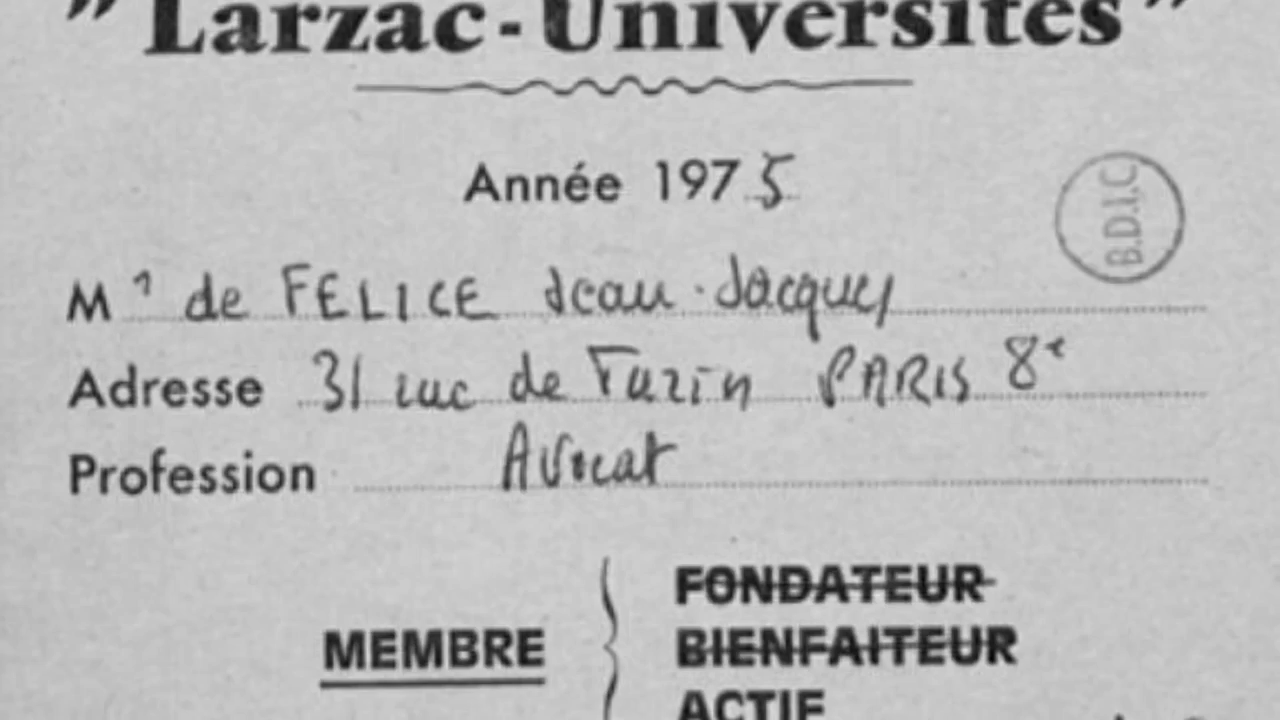 "Larzac-Universités"
Année 1975
B.D.I.C
Mr de FELICE Jean-Jacques
Adresse 31 rue de Turin PARIS 8e
Profession Avocat
FONDATEUR
MEMBRE BIENFAITEUR
ACTIF